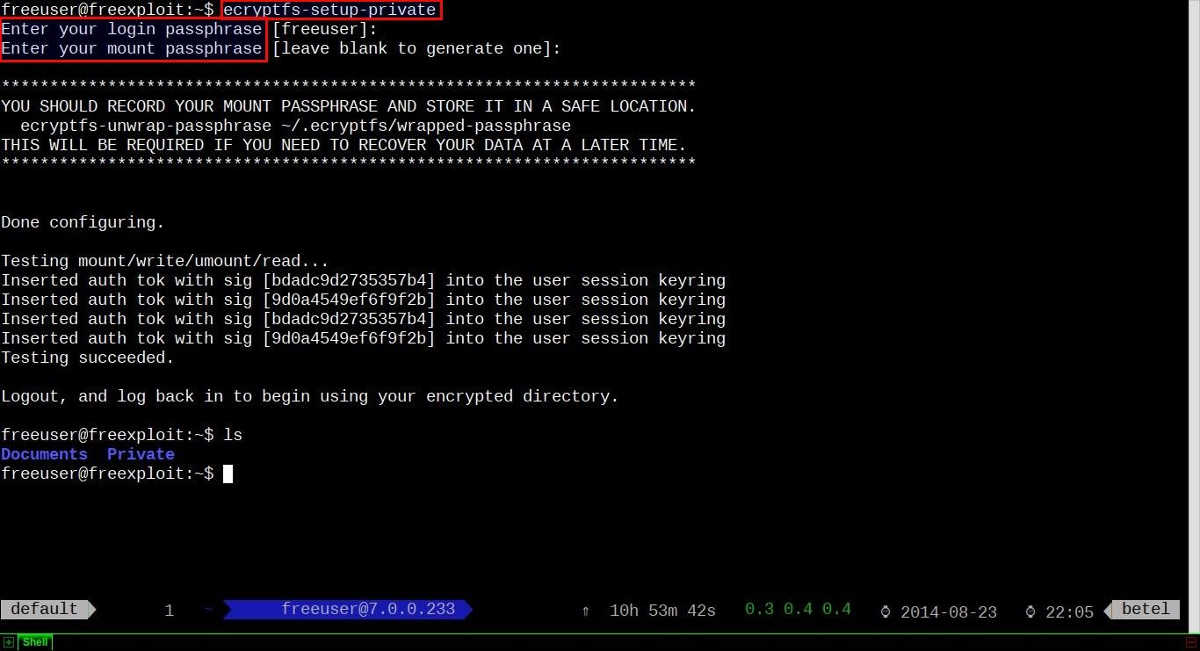 freeuser@freexploit:~$ ecryptfs-setup-private
Enter your login passphrase [freeuser]:
Enter your mount passphrase [leave blank to generate one]:
************************************************************************
YOU SHOULD RECORD YOUR MOUNT PASSPHRASE AND STORE IT IN A SAFE LOCATION.
  ecryptfs-unwrap-passphrase ~/.ecryptfs/wrapped-passphrase
THIS WILL BE REQUIRED IF YOU NEED TO RECOVER YOUR DATA AT A LATER TIME.
************************************************************************
Done configuring.
Testing mount/write/umount/read...
Inserted auth tok with sig [bdadc9d2735357b4] into the user session keyring
Inserted auth tok with sig [9d0a4549ef6f9f2b] into the user session keyring
Inserted auth tok with sig [bdadc9d2735357b4] into the user session keyring
Inserted auth tok with sig [9d0a4549ef6f9f2b] into the user session keyring
Testing succeeded.
Logout, and log back in to begin using your encrypted directory.
freeuser@freexploit:~$ ls
Documents  Private
freeuser@freexploit:~$
default 1 ~ freeuser@7.0.0.233 ⇑ 10h 53m 42s 0.3 0.4 0.4 ⌚ 2014-08-23 ⌚ 22:05 betel
Shell